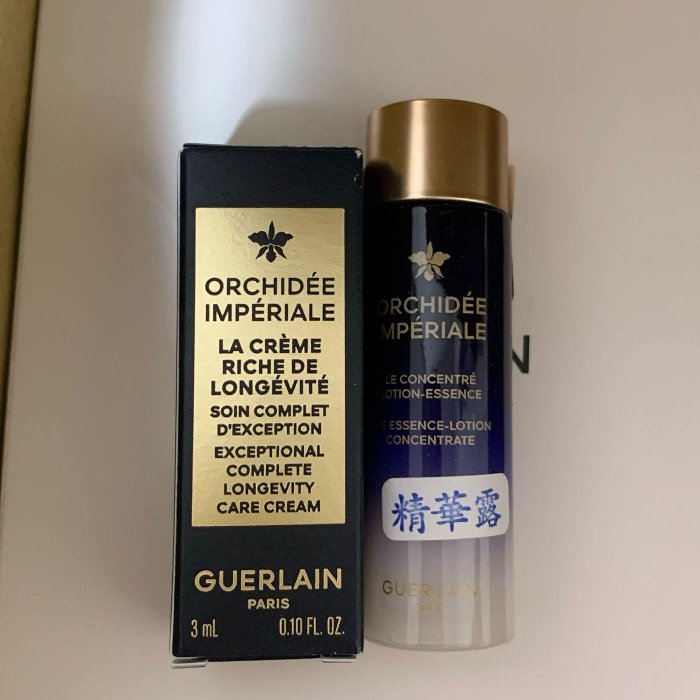 ORCHIDÉE
IMPÉRIALE
LA CRÈME
RICHE DE
LONGÉVITÉ
SOIN COMPLET
D'EXCEPTION
EXCEPTIONAL
COMPLETE
LONGEVITY
CARE CREAM
GUERLAIN
PARIS
3 mL 0.10 FL. OZ.
ORCHIDÉE
IMPÉRIALE
LE CONCENTRÉ
LOTION-ESSENCE
ESSENCE-LOTION
CONCENTRATE
精華露
GUERLAIN
PARIS
N